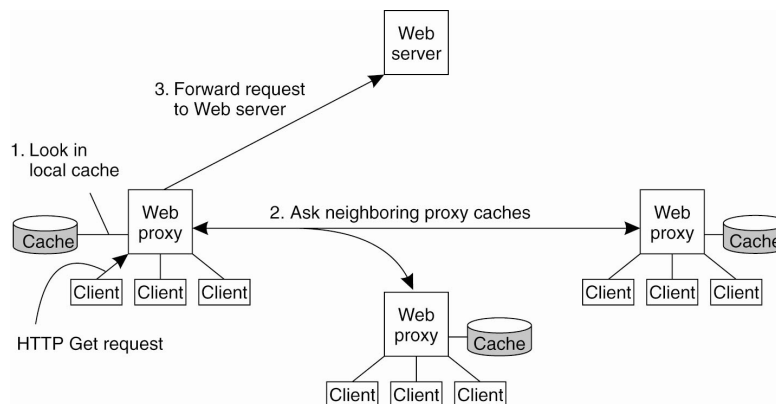 Web
server
3. Forward request
to Web server
1. Look in
local cache
Web
proxy
2. Ask neighboring proxy caches
Web
proxy
Cache
Cache
Client
Client
Client
Client
Client
Client
HTTP Get request
Web
proxy
Cache
Client
Client
Client